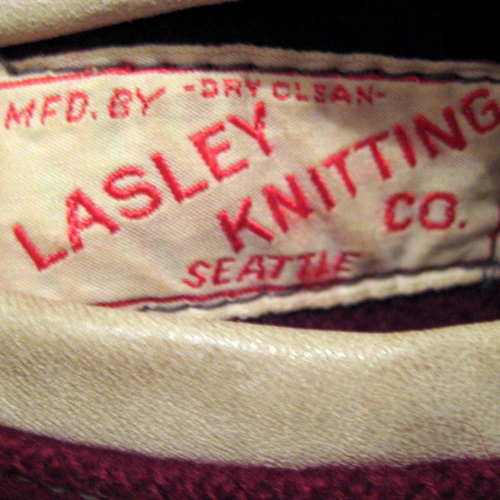 -DRY CLEAN-
MFD. BY
LASLEY
KNITTING
CO.
SEATTLE